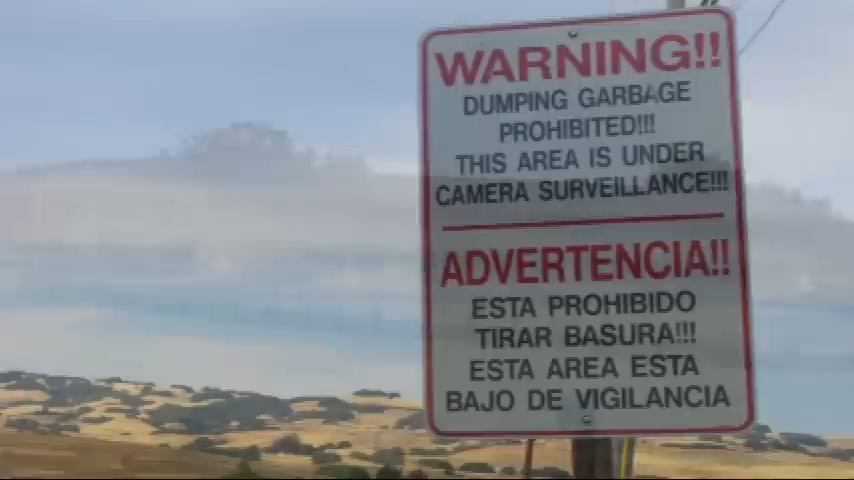 WARNING!!
DUMPING GARBAGE
PROHIBITED!!!
THIS AREA IS UNDER
CAMERA SURVEILLANCE!!!
ADVERTENCIA!!
ESTA PROHIBIDO
TIRAR BASURA!!!
ESTA AREA ESTA
BAJO DE VIGILANCIA